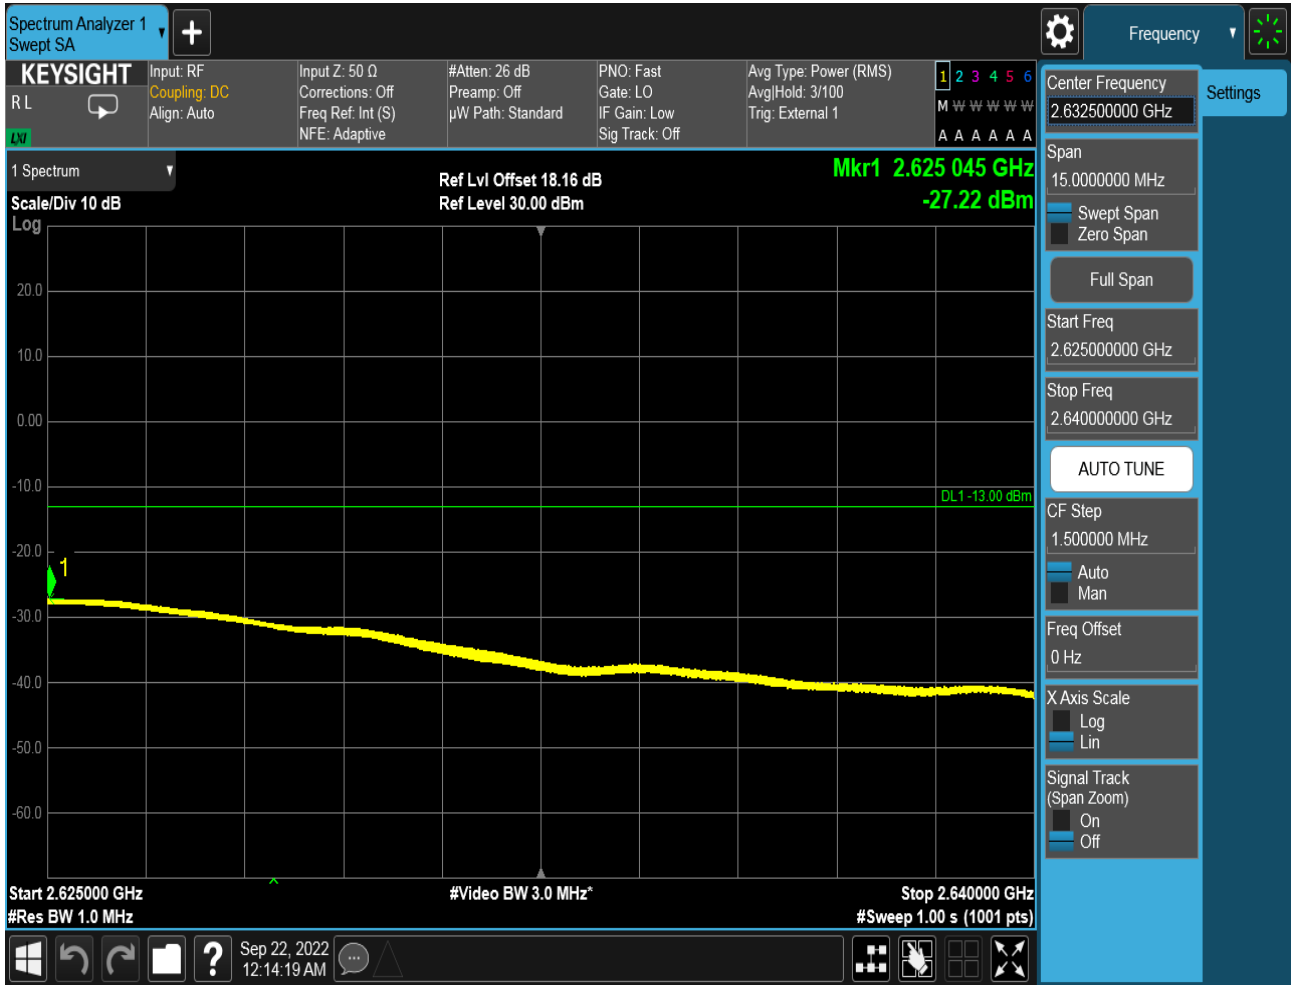 Spectrum Analyzer 1
Swept SA
Frequency
KEYSIGHT
R L
LXI
Input: RF
Coupling: DC
Align: Auto
Input Z: 50 Ω
Corrections: Off
Freq Ref: Int (S)
NFE: Adaptive
#Atten: 26 dB
Preamp: Off
µW Path: Standard
PNO: Fast
Gate: LO
IF Gain: Low
Sig Track: Off
Avg Type: Power (RMS)
Avg|Hold: 3/100
Trig: External 1
1 2 3 4 5 6
M W W W W W
A A A A A A
1 Spectrum
Scale/Div 10 dB
Log
Ref Lvl Offset 18.16 dB
Ref Level 30.00 dBm
Mkr1 2.625 045 GHz
-27.22 dBm
20.0
10.0
0.00
-10.0
-20.0
-30.0
-40.0
-50.0
-60.0
DL1 -13.00 dBm
1
Start 2.625000 GHz
#Res BW 1.0 MHz
#Video BW 3.0 MHz*
Stop 2.640000 GHz
#Sweep 1.00 s (1001 pts)
Sep 22, 2022
12:14:19 AM
Center Frequency
2.632500000 GHz
Settings
Span
15.0000000 MHz
Swept Span
Zero Span
Full Span
Start Freq
2.625000000 GHz
Stop Freq
2.640000000 GHz
AUTO TUNE
CF Step
1.500000 MHz
Auto
Man
Freq Offset
0 Hz
X Axis Scale
Log
Lin
Signal Track
(Span Zoom)
On
Off